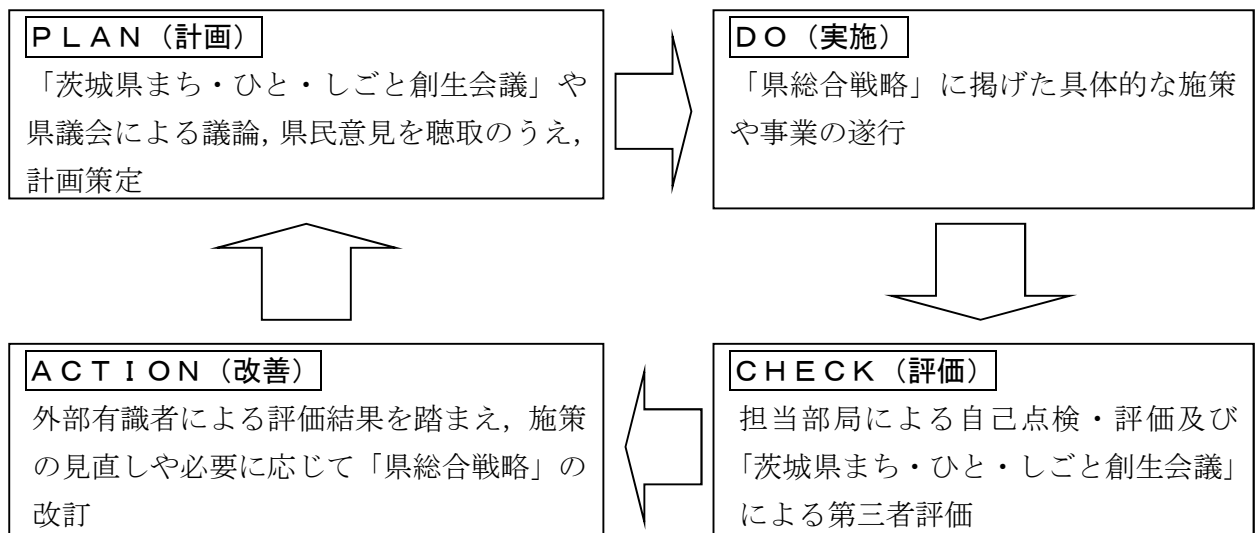 ＰＬＡＮ（計画）
「茨城県まち・ひと・しごと創生会議」や
県議会による議論，県民意見を聴取のうえ，
計画策定
ＤＯ（実施）
「県総合戦略」に掲げた具体的な施策
や事業の遂行
ＡＣＴＩＯＮ（改善）
外部有識者による評価結果を踏まえ，施策
の見直しや必要に応じて「県総合戦略」の
改訂
ＣＨＥＣＫ（評価）
担当部局による自己点検・評価及び
「茨城県まち・ひと・しごと創生会議」
による第三者評価